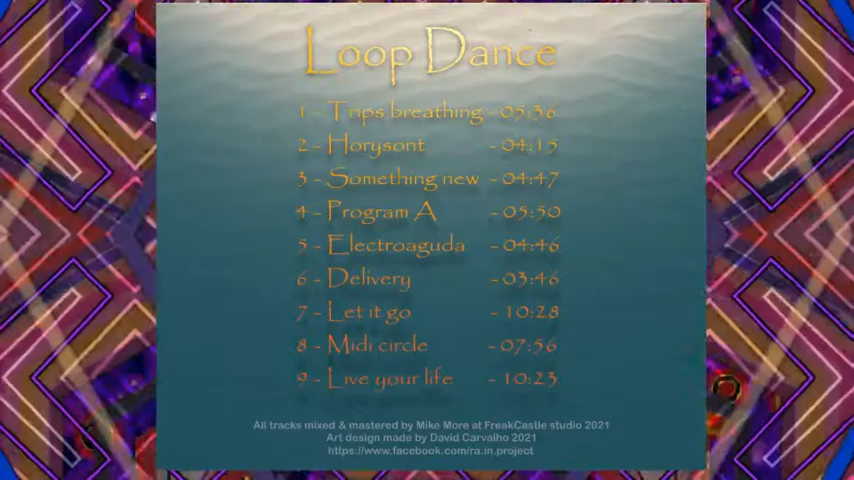 Loop Dance
1 - Trips breathing - 05:36
2 - Horysont - 04:15
3 - Something new - 04:47
4 - Program A - 05:50
5 - Electroaguda - 04:46
6 - Delivery - 03:46
7 - Let it go - 10:28
8 - Midi circle - 07:56
9 - Live your life - 10:23
All tracks mixed & mastered by Mike More at FreakCastle studio 2021
Art design made by David Carvalho 2021
https://www.facebook.com/ra.in.project